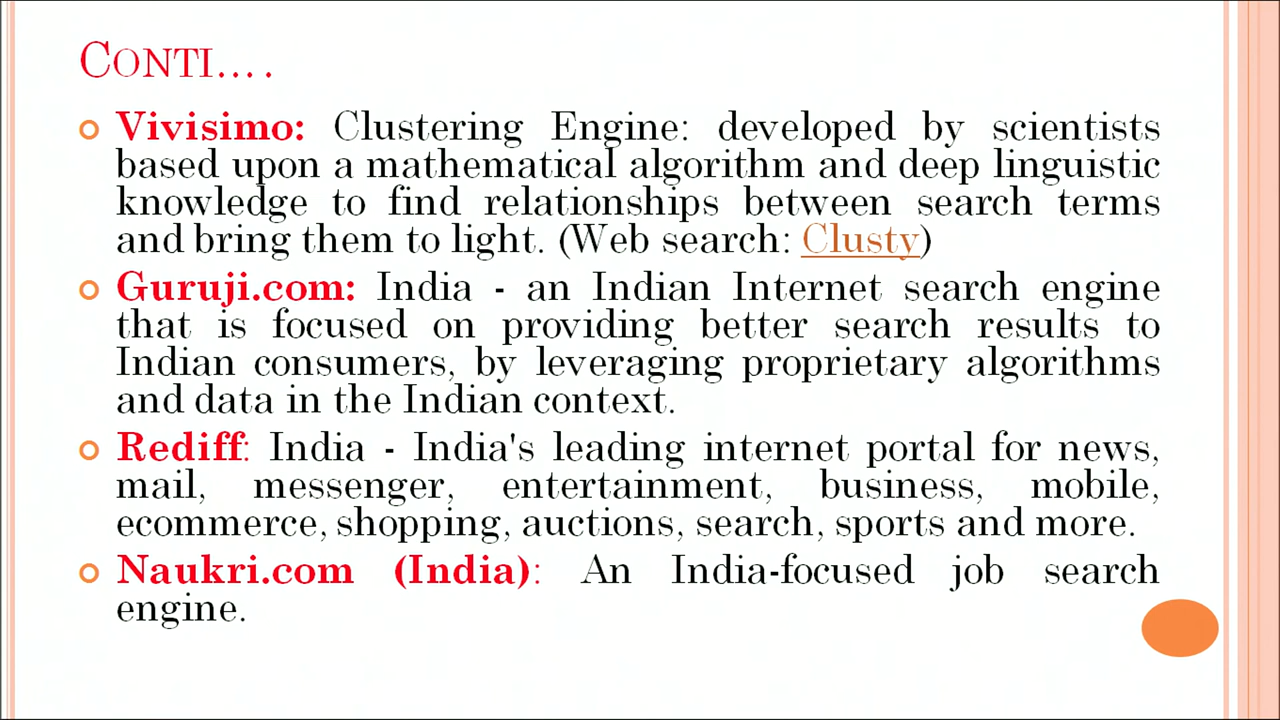 CONTI....
Vivisimo: Clustering Engine: developed by scientists
based upon a mathematical algorithm and deep linguistic
knowledge to find relationships between search terms
and bring them to light. (Web search: Clusty)
Guruji.com: India - an Indian Internet search engine
that is focused on providing better search results to
Indian consumers, by leveraging proprietary algorithms
and data in the Indian context.
Rediff: India - India's leading internet portal for news,
mail, messenger, entertainment, business, mobile,
ecommerce, shopping, auctions, search, sports and more.
Naukri.com (India): An India-focused job search
engine.